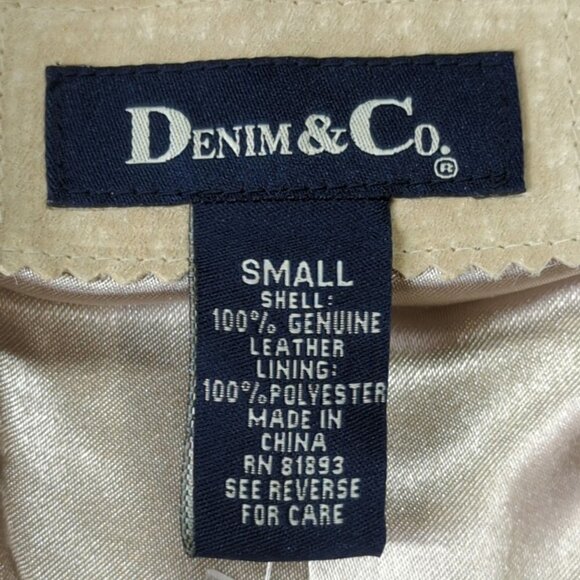 DENIM & CO.®
SMALL
SHELL:
100% GENUINE
LEATHER
LINING:
100% POLYESTER
MADE IN
CHINA
RN 81893
SEE REVERSE
FOR CARE